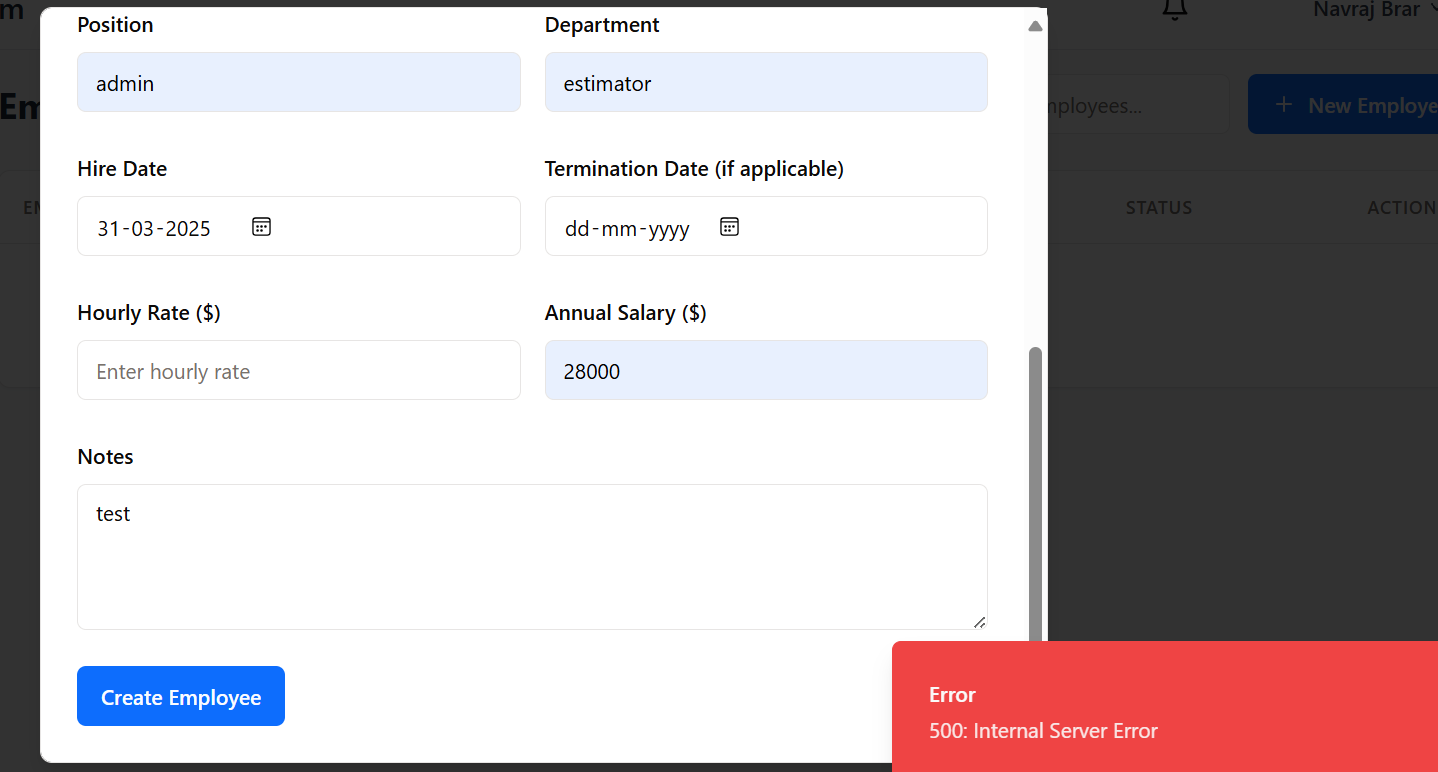 m
Navraj Brar
Position
Department
admin
estimator
Em
mployees...
+ New Employe
Hire Date
Termination Date (if applicable)
EM
STATUS
ACTION
31-03-2025
dd-mm-yyyy
Hourly Rate ($)
Annual Salary ($)
Enter hourly rate
28000
Notes
test
Create Employee
Error
500: Internal Server Error